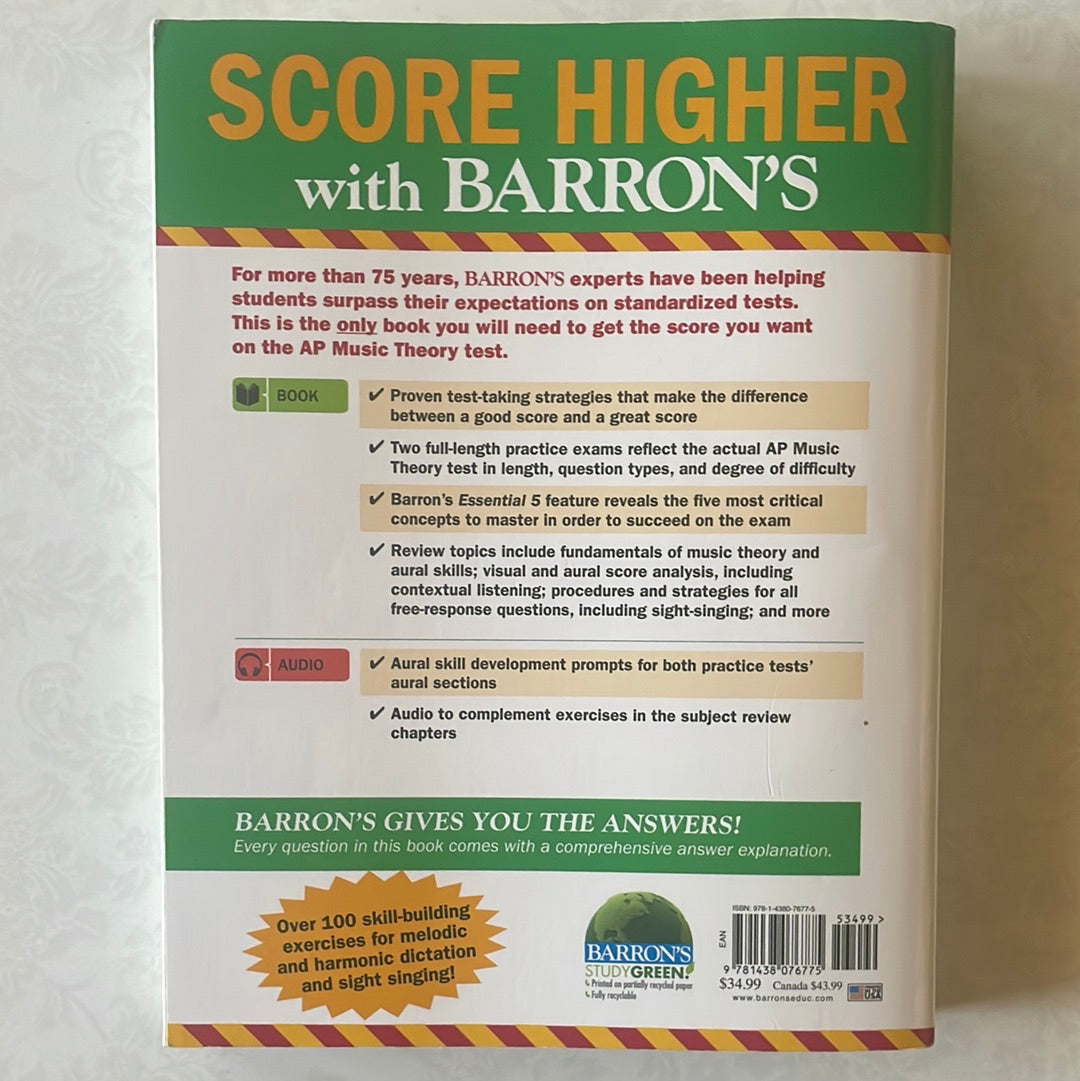 SCORE HIGHER
with BARRON'S
For more than 75 years, BARRON'S experts have been helping
students surpass their expectations on standardized tests.
This is the only book you will need to get the score you want
on the AP Music Theory test.
BOOK
✔ Proven test-taking strategies that make the difference
between a good score and a great score
✔ Two full-length practice exams reflect the actual AP Music
Theory test in length, question types, and degree of difficulty
✔ Barron's Essential 5 feature reveals the five most critical
concepts to master in order to succeed on the exam
✔ Review topics include fundamentals of music theory and
aural skills; visual and aural score analysis, including
contextual listening; procedures and strategies for all
free-response questions, including sight-singing; and more
AUDIO
✔ Aural skill development prompts for both practice tests'
aural sections
✔ Audio to complement exercises in the subject review
chapters
BARRON'S GIVES YOU THE ANSWERS!
Every question in this book comes with a comprehensive answer explanation.
Over 100 skill-building
exercises for melodic
and harmonic dictation
and sight singing!
BARRON'S
STUDYGREEN!
Printed on partially recycled paper
Fully recyclable
ISBN: 978-1-4380-7677-5
EAN
53499 >
9 781438 076775
$34.99 Canada $43.99
www.barronseduc.com
USA